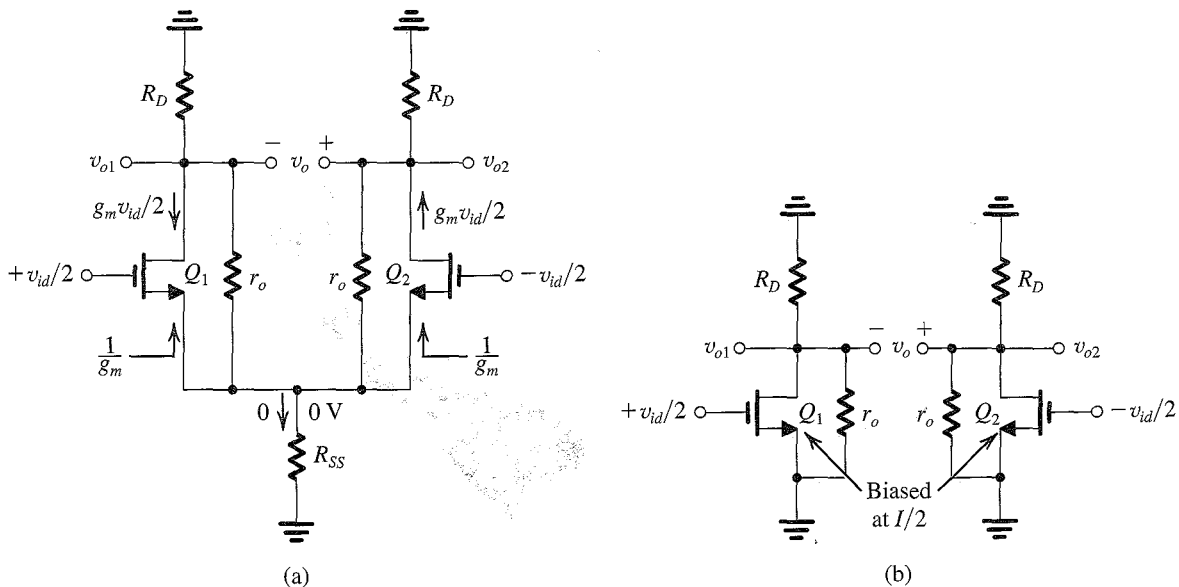 R_D
R_D
v_o1 − v_o + v_o2
g_m v_id/2
g_m v_id/2
+v_id/2 Q_1 r_o r_o Q_2 −v_id/2
1/g_m
1/g_m
0 0 V
R_SS
(a)
R_D
R_D
v_o1 − v_o + v_o2
+v_id/2 Q_1 r_o r_o Q_2 −v_id/2
Biased
at I/2
(b)